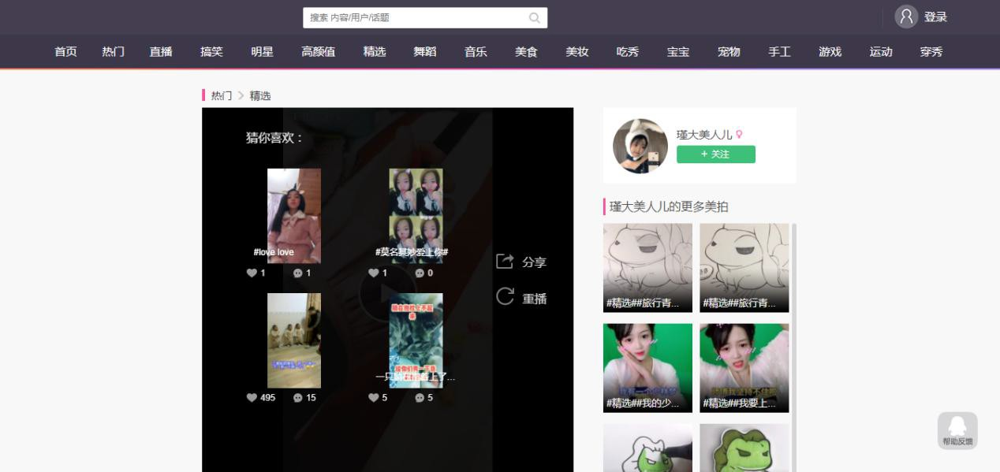 搜索 内容/用户/话题
登录
首页 热门 直播 搞笑 明星 高颜值 精选 舞蹈 音乐 美食 美妆 吃秀 宝宝 宠物 手工 游戏 运动 穿秀
热门 > 精选
猜你喜欢：
#love love
#莫名其妙爱上你#
1 1
1 0
分享
重播
495 15
5 5
瑾大美人儿
+ 关注
瑾大美人儿的更多美拍
#精选##旅行青...
#精选##旅行青...
#精选##我的少...
#精选##我要上...
帮助反馈